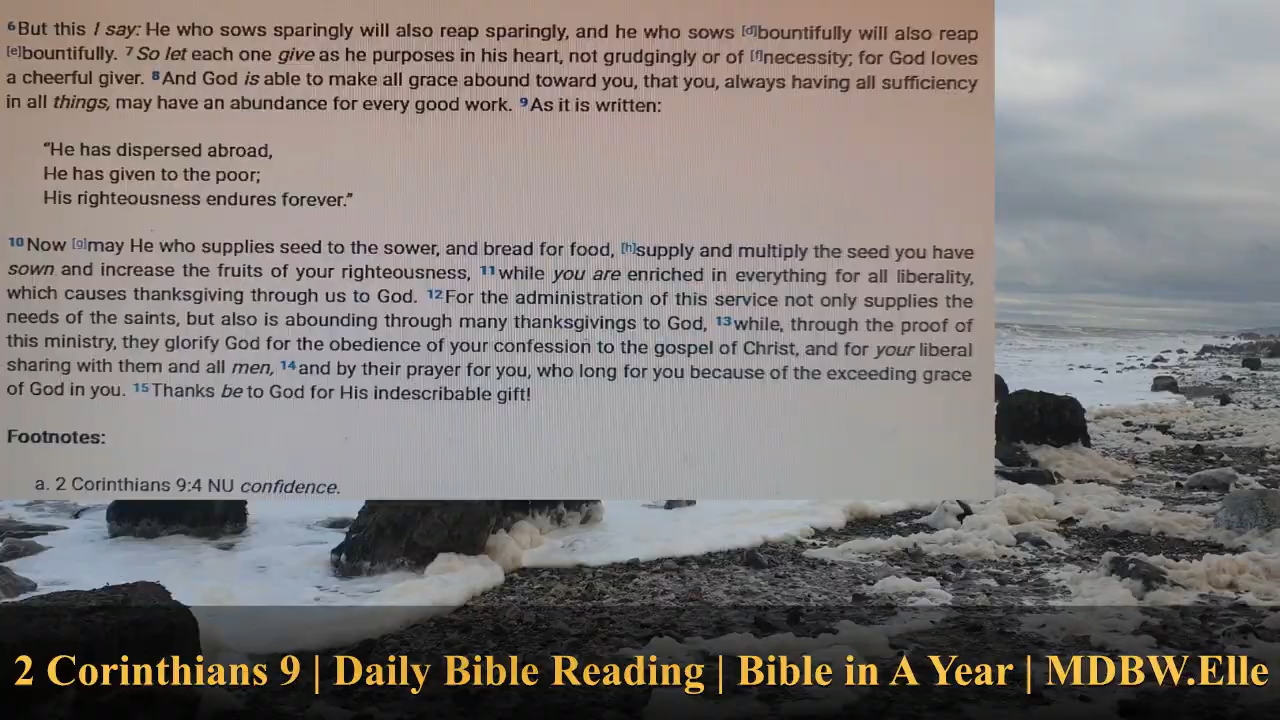 ⁶But this I say: He who sows sparingly will also reap sparingly, and he who sows [d]bountifully will also reap
[e]bountifully. ⁷So let each one give as he purposes in his heart, not grudgingly or of [f]necessity; for God loves
a cheerful giver. ⁸And God is able to make all grace abound toward you, that you, always having all sufficiency
in all things, may have an abundance for every good work. ⁹As it is written:
“He has dispersed abroad,
He has given to the poor;
His righteousness endures forever.”
¹⁰Now [g]may He who supplies seed to the sower, and bread for food, [h]supply and multiply the seed you have
sown and increase the fruits of your righteousness, ¹¹while you are enriched in everything for all liberality,
which causes thanksgiving through us to God. ¹²For the administration of this service not only supplies the
needs of the saints, but also is abounding through many thanksgivings to God, ¹³while, through the proof of
this ministry, they glorify God for the obedience of your confession to the gospel of Christ, and for your liberal
sharing with them and all men, ¹⁴and by their prayer for you, who long for you because of the exceeding grace
of God in you. ¹⁵Thanks be to God for His indescribable gift!
Footnotes:
a. 2 Corinthians 9:4 NU confidence.
2 Corinthians 9 | Daily Bible Reading | Bible in A Year | MDBW.Elle